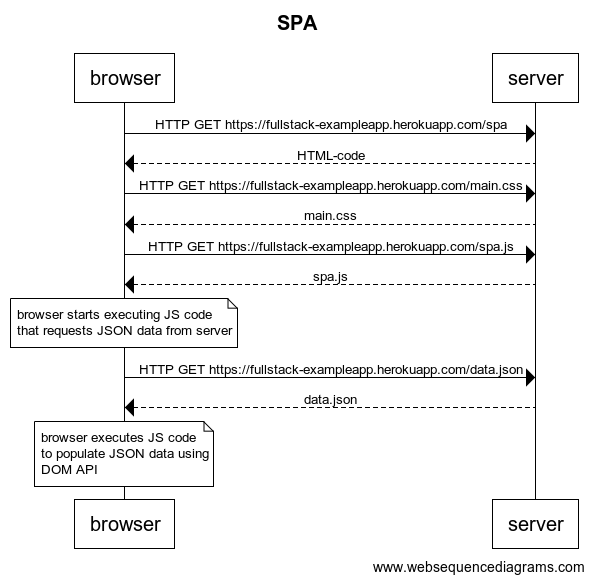 SPA
browser
server
HTTP GET https://fullstack-exampleapp.herokuapp.com/spa
HTML-code
HTTP GET https://fullstack-exampleapp.herokuapp.com/main.css
main.css
HTTP GET https://fullstack-exampleapp.herokuapp.com/spa.js
spa.js
browser starts executing JS code
that requests JSON data from server
HTTP GET https://fullstack-exampleapp.herokuapp.com/data.json
data.json
browser executes JS code
to populate JSON data using
DOM API
browser
server
www.websequencediagrams.com